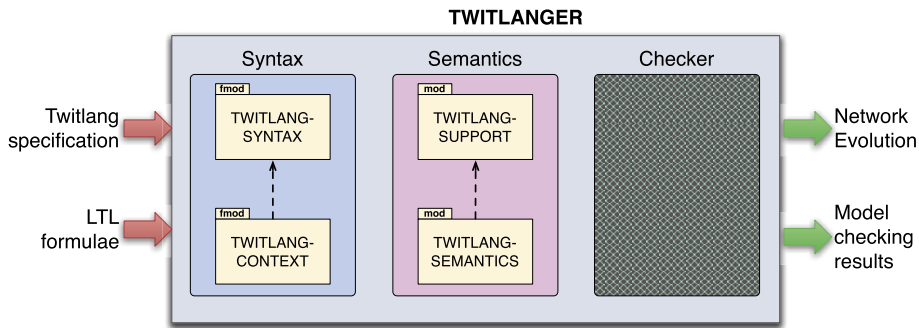 TWITLANGER
Syntax
Semantics
Checker
Twitlang
specification
LTL
formulae
fmod
TWITLANG-
SYNTAX
fmod
TWITLANG-
CONTEXT
mod
TWITLANG-
SUPPORT
mod
TWITLANG-
SEMANTICS
Network
Evolution
Model
checking
results